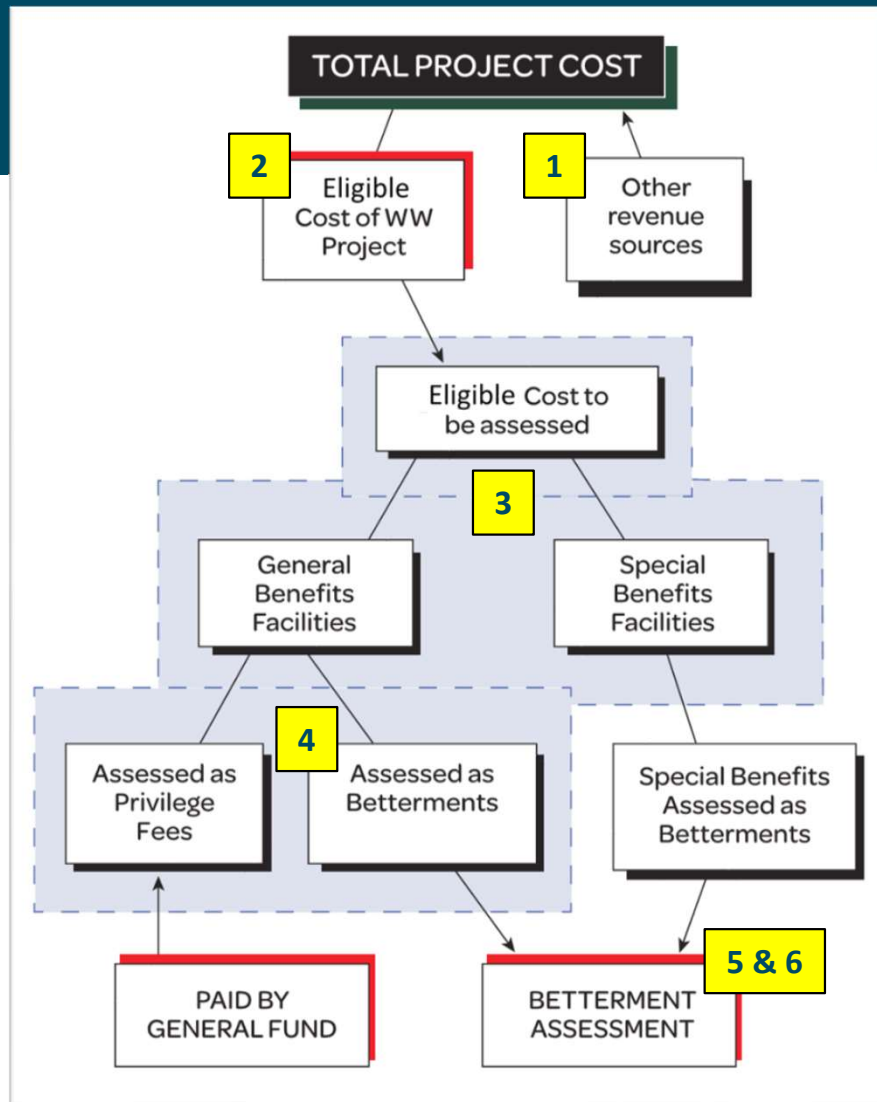 TOTAL PROJECT COST
2
Eligible
Cost of WW
Project
1
Other
revenue
sources
Eligible Cost to
be assessed
3
General
Benefits
Facilities
Special
Benefits
Facilities
4
Assessed as
Privilege
Fees
Assessed as
Betterments
Special Benefits
Assessed as
Betterments
5 & 6
PAID BY
GENERAL FUND
BETTERMENT
ASSESSMENT